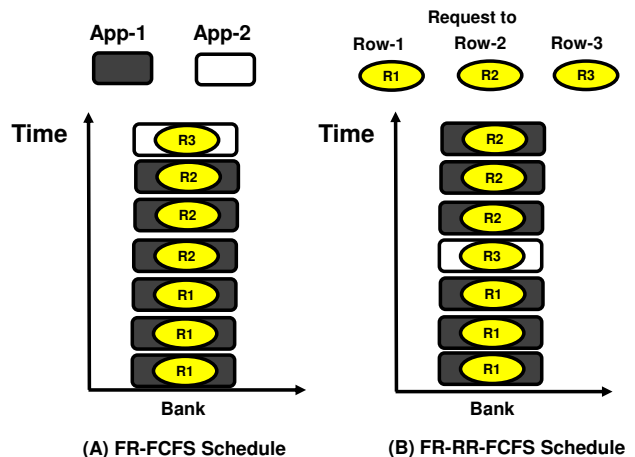 App-1 App-2
Request to
Row-1 Row-2 Row-3
R1 R2 R3
Time
R3
R2
R2
R2
R1
R1
R1
Bank
(A) FR-FCFS Schedule
Time
R2
R2
R2
R3
R1
R1
R1
Bank
(B) FR-RR-FCFS Schedule